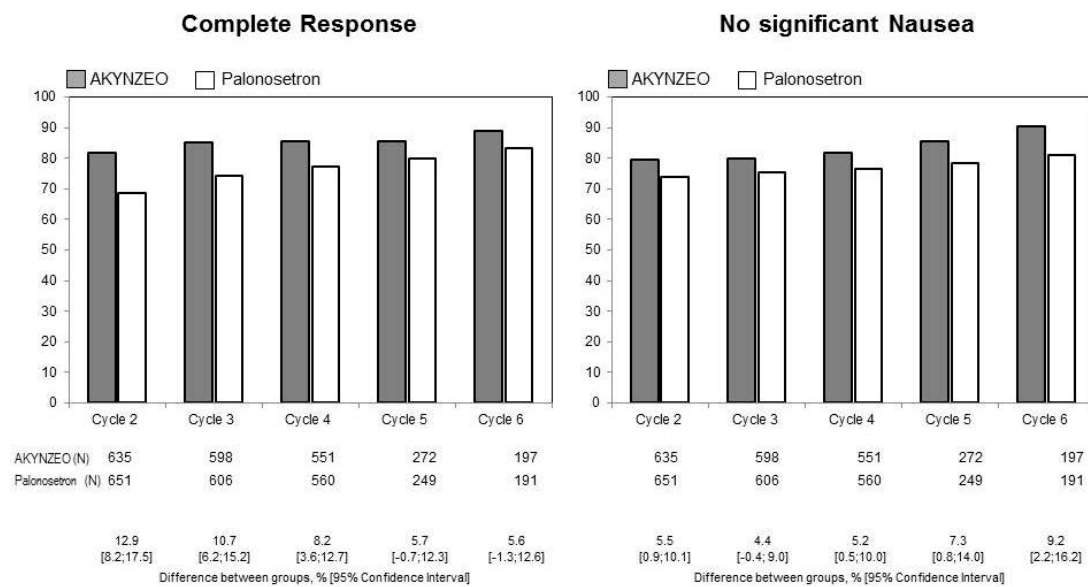 Complete Response
AKYNZEO Palonosetron
100
90
80
70
60
50
40
30
20
10
0
Cycle 2 Cycle 3 Cycle 4 Cycle 5 Cycle 6
AKYNZEO (N) 635 598 551 272 197
Palonosetron (N) 651 606 560 249 191
12.9 10.7 8.2 5.7 5.6
[8.2;17.5] [6.2;15.2] [3.6;12.7] [-0.7;12.3] [-1.3;12.6]
Difference between groups, % [95% Confidence Interval]
No significant Nausea
AKYNZEO Palonosetron
100
90
80
70
60
50
40
30
20
10
0
Cycle 2 Cycle 3 Cycle 4 Cycle 5 Cycle 6
635 598 551 272 197
651 606 560 249 191
5.5 4.4 5.2 7.3 9.2
[0.9;10.1] [-0.4; 9.0] [0.5;10.0] [0.8;14.0] [2.2;16.2]
Difference between groups, % [95% Confidence Interval]